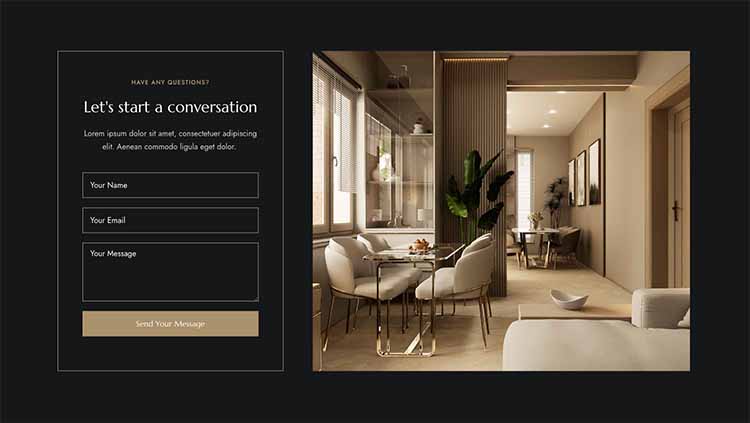 HAVE ANY QUESTIONS?
Let's start a conversation
Lorem ipsum dolor sit amet, consectetuer adipiscing
elit. Aenean commodo ligula eget dolor.
Your Name
Your Email
Your Message
Send Your Message